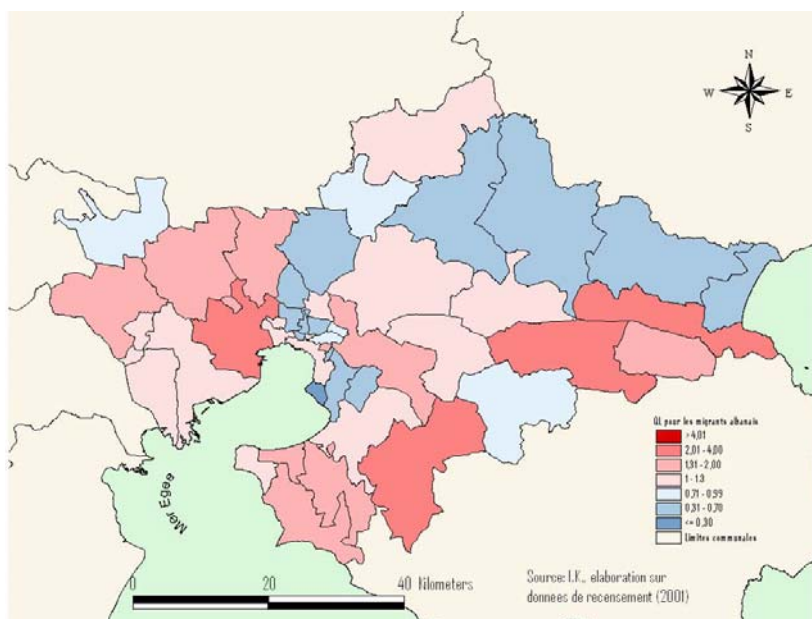 N
W E
S
QL pour les migrants albanais
> 4,01
2,01 - 4,00
1,31 - 2,00
1 - 1.3
0,71 - 0,99
0,31 - 0,70
<= 0,30
Limites communales
Mer Egee
0 20 40 Kilometers
Source: I.K., elaboration sur
donnees de recensement (2001)